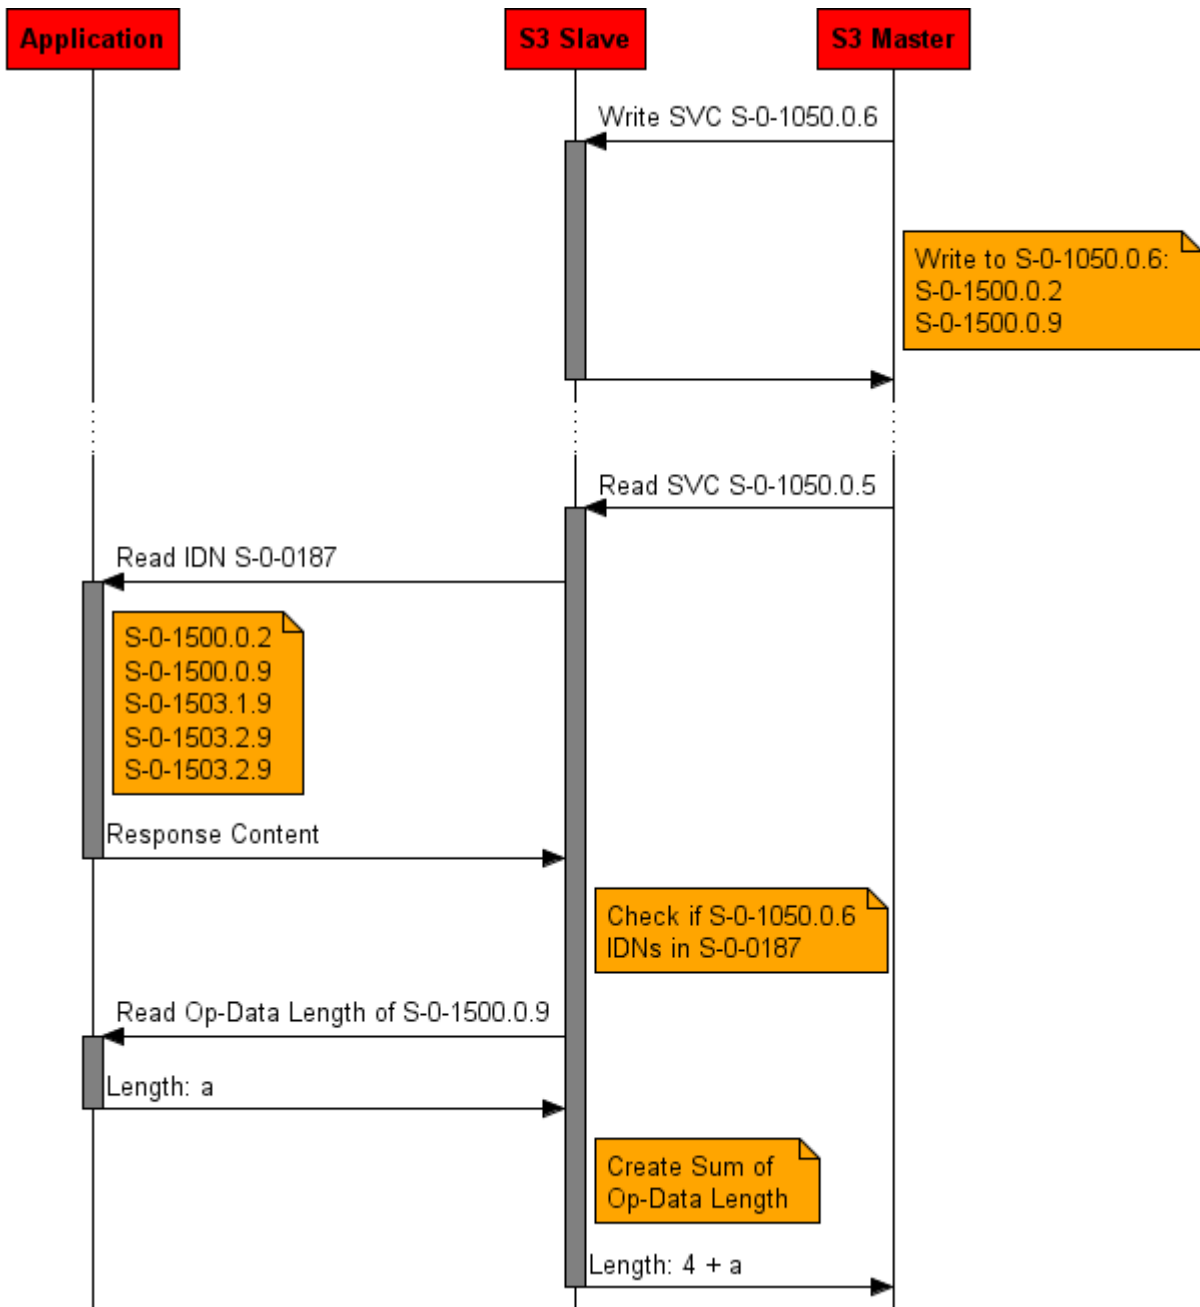 Application
S3 Slave
S3 Master
Write SVC S-0-1050.0.6
Write to S-0-1050.0.6:
S-0-1500.0.2
S-0-1500.0.9
Read SVC S-0-1050.0.5
Read IDN S-0-0187
S-0-1500.0.2
S-0-1500.0.9
S-0-1503.1.9
S-0-1503.2.9
S-0-1503.2.9
Response Content
Check if S-0-1050.0.6
IDNs in S-0-0187
Read Op-Data Length of S-0-1500.0.9
Length: a
Create Sum of
Op-Data Length
Length: 4 + a